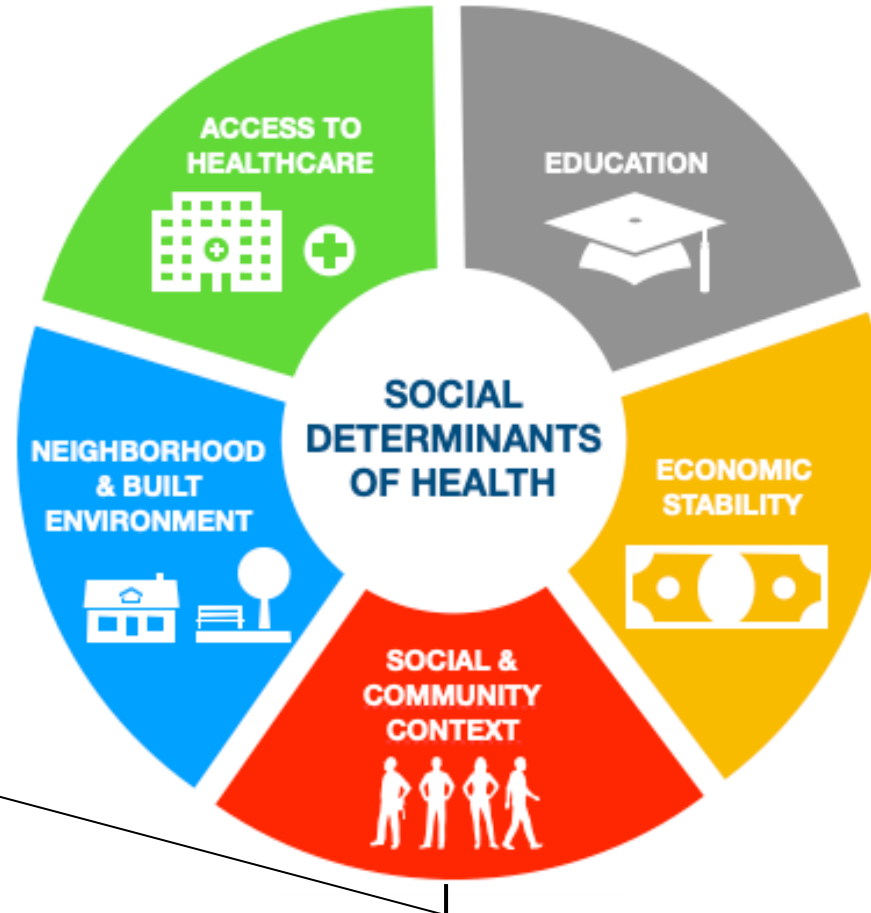 ACCESS TO
HEALTHCARE
EDUCATION
SOCIAL
DETERMINANTS
OF HEALTH
NEIGHBORHOOD
& BUILT
ENVIRONMENT
ECONOMIC
STABILITY
SOCIAL &
COMMUNITY
CONTEXT